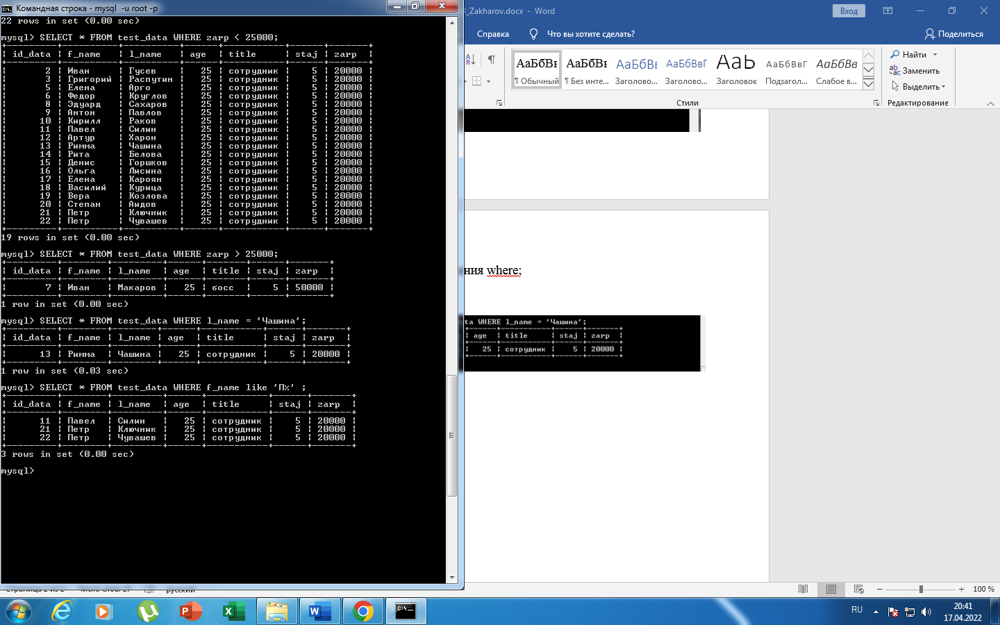 Командная строка - mysql -u root -p
22 rows in set (0.00 sec)
mysql> SELECT * FROM test_data WHERE zarp < 25000;
| id_data | f_name | l_name | age | title | staj | zarp |
| 2 | Иван | Гусев | 25 | сотрудник | 5 | 20000 |
| 3 | Григорий | Распутин | 25 | сотрудник | 5 | 20000 |
| 5 | Елена | Арго | 25 | сотрудник | 5 | 20000 |
| 6 | Федор | Круглов | 25 | сотрудник | 5 | 20000 |
| 8 | Эдуард | Сахаров | 25 | сотрудник | 5 | 20000 |
| 9 | Антон | Павлов | 25 | сотрудник | 5 | 20000 |
| 10 | Кирилл | Раков | 25 | сотрудник | 5 | 20000 |
| 11 | Павел | Силин | 25 | сотрудник | 5 | 20000 |
| 12 | Артур | Харон | 25 | сотрудник | 5 | 20000 |
| 13 | Римма | Чашина | 25 | сотрудник | 5 | 20000 |
| 14 | Рита | Белова | 25 | сотрудник | 5 | 20000 |
| 15 | Денис | Горшков | 25 | сотрудник | 5 | 20000 |
| 16 | Ольга | Лисина | 25 | сотрудник | 5 | 20000 |
| 17 | Елена | Кароян | 25 | сотрудник | 5 | 20000 |
| 18 | Василий | Курица | 25 | сотрудник | 5 | 20000 |
| 19 | Вера | Козлова | 25 | сотрудник | 5 | 20000 |
| 20 | Степан | Аидов | 25 | сотрудник | 5 | 20000 |
| 21 | Петр | Ключник | 25 | сотрудник | 5 | 20000 |
| 22 | Петр | Чувашев | 25 | сотрудник | 5 | 20000 |
19 rows in set (0.00 sec)
mysql> SELECT * FROM test_data WHERE zarp > 25000;
| id_data | f_name | l_name | age | title | staj | zarp |
| 7 | Иван | Макаров | 25 | босс | 5 | 50000 |
1 row in set (0.00 sec)
mysql> SELECT * FROM test_data WHERE l_name = 'Чашина';
| id_data | f_name | l_name | age | title | staj | zarp |
| 13 | Римма | Чашина | 25 | сотрудник | 5 | 20000 |
1 row in set (0.03 sec)
mysql> SELECT * FROM test_data WHERE f_name like 'П%' ;
| id_data | f_name | l_name | age | title | staj | zarp |
| 11 | Павел | Силин | 25 | сотрудник | 5 | 20000 |
| 21 | Петр | Ключник | 25 | сотрудник | 5 | 20000 |
| 22 | Петр | Чувашев | 25 | сотрудник | 5 | 20000 |
3 rows in set (0.00 sec)
mysql>
_Zakharov.docx - Word
Вход
Справка Что вы хотите сделать? Поделиться
АаБбВв АаБбВв АаБбВ АаБбВвГ АаЬ АаБбВвГ АаБбВв
¶ Обычный ¶ Без инте... Заголово... Заголово... Заголовок Подзагол... Слабое в...
Стили
Найти
Заменить
Выделить
Редактирование
ния where;
ta WHERE l_name = 'Чашина';
| age | title | staj | zarp |
| 25 | сотрудник | 5 | 20000 |
100 %
RU
20:41
17.04.2022